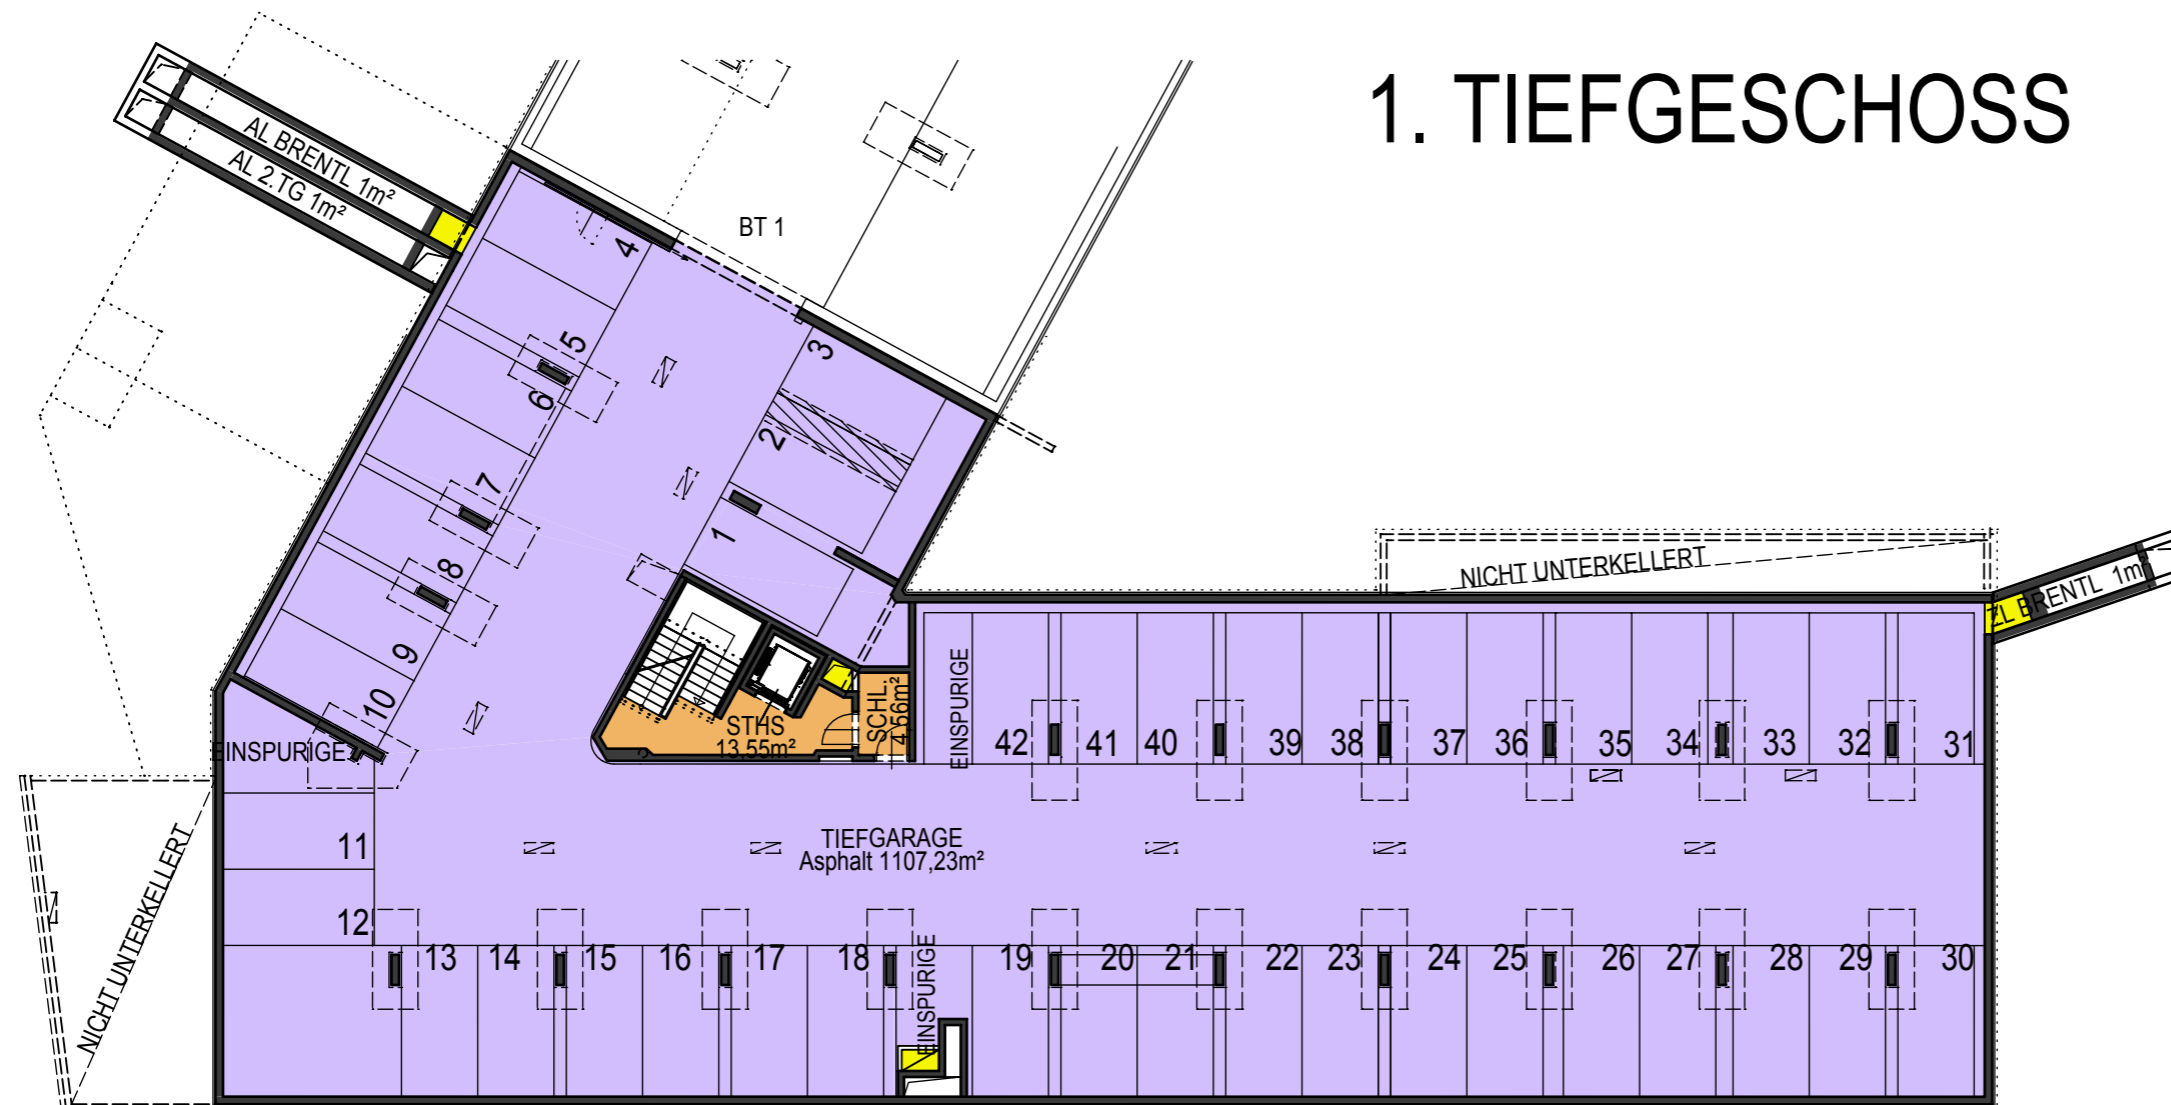 1. TIEFGESCHOSS
AL BRENTL 1m²
AL 2.TG 1m²
BT 1
4
3
5
6
2
7
1
8
9
10
NICHT UNTERKELLERT
ZL BRENTL 1m²
EINSPURIGE
STHS
13,55m²
SCHL.
4,56m²
EINSPURIGE
42
41
40
39
38
37
36
35
34
33
32
31
11
TIEFGARAGE
Asphalt 1107,23m²
12
NICHT UNTERKELLERT
13
14
15
16
17
18
EINSPURIGE
19
20
21
22
23
24
25
26
27
28
29
30